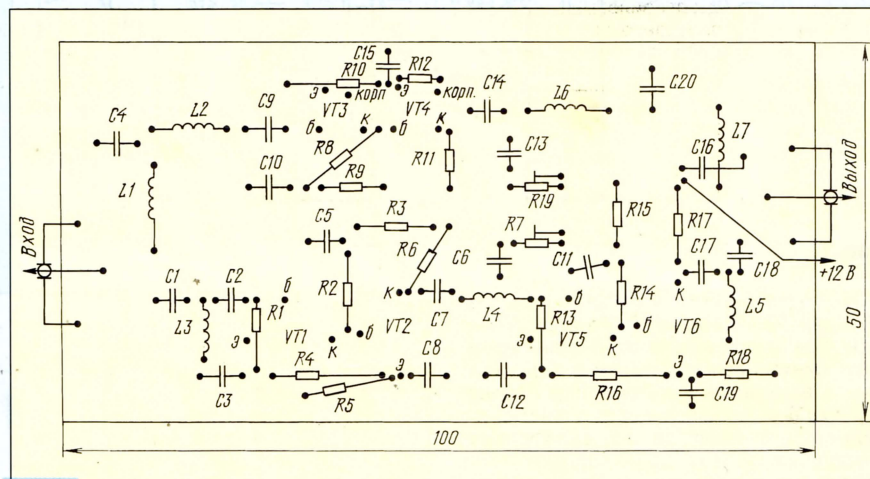 C15
R10
R12
э
корп
э
корп.
C14
L6
C20
C4
L2
C9
VT3
VT4
б
к
б
к
L7
C16
C13
R8
R11
C10
R9
R19
L1
Выход
R3
R15
R17
C5
R7
R6
C6
C11
C17
C18
+12 В
Вход
C1
C2
б
R2
к
C7
L4
б
R14
к
L5
50
L3
R1
R13
э
VT1
к
б
VT2
э
VT5
к
б
VT6
C3
R4
R5
э
C8
C12
R16
э
C19
R18
100